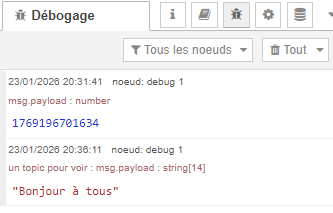 Débogage
Tous les noeuds
Tout
23/01/2026 20:31:41 noeud: debug 1
msg.payload : number
1769196701634
23/01/2026 20:36:11 noeud: debug 1
un topic pour voir : msg.payload : string[14]
"Bonjour à tous"